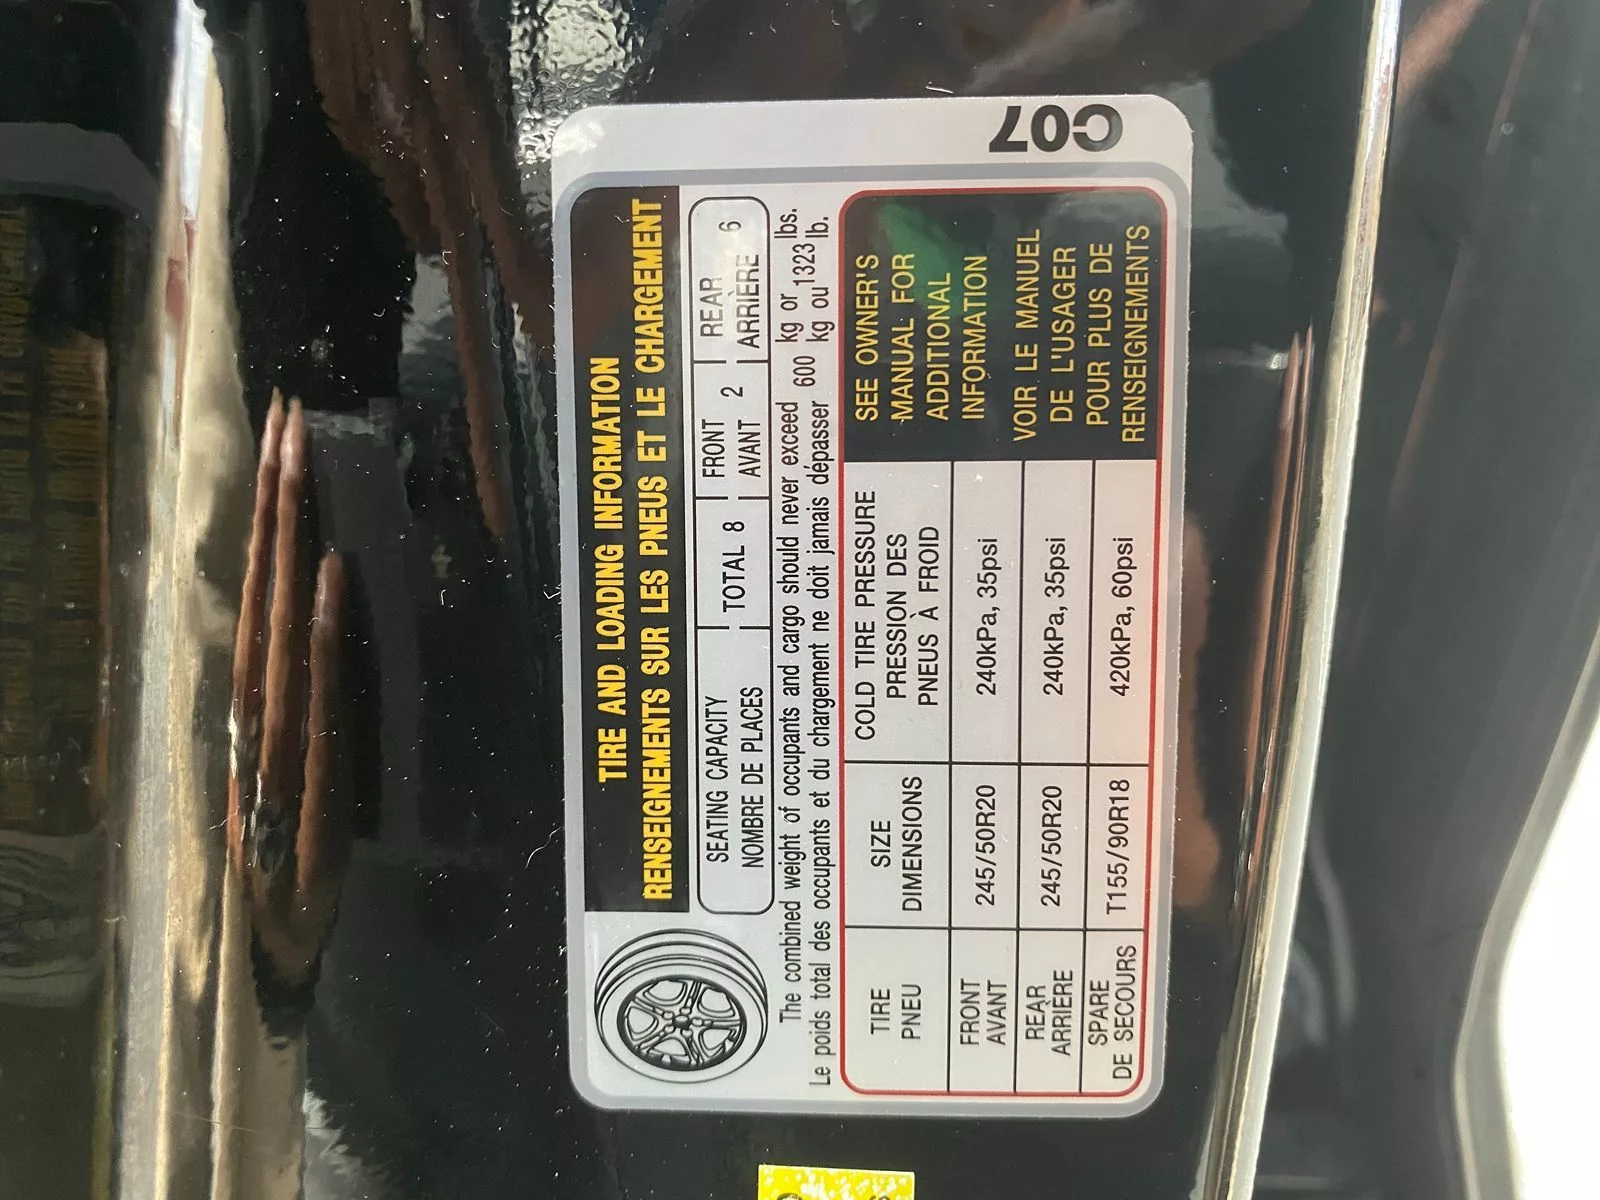 C07
TIRE AND LOADING INFORMATION
RENSEIGNEMENTS SUR LES PNEUS ET LE CHARGEMENT
SEATING CAPACITY
NOMBRE DE PLACES
TOTAL 8
FRONT
AVANT 2
REAR
ARRIÈRE 6
The combined weight of occupants and cargo should never exceed 600 kg or 1323 lbs.
Le poids total des occupants et du chargement ne doit jamais dépasser kg ou lb.
TIRE
PNEU
SIZE
DIMENSIONS
COLD TIRE PRESSURE
PRESSION DES
PNEUS À FROID
FRONT
AVANT
245/50R20
240kPa, 35psi
REAR
ARRIÈRE
245/50R20
240kPa, 35psi
SPARE
DE SECOURS
T155/90R18
420kPa, 60psi
SEE OWNER'S
MANUAL FOR
ADDITIONAL
INFORMATION
VOIR LE MANUEL
DE L'USAGER
POUR PLUS DE
RENSEIGNEMENTS